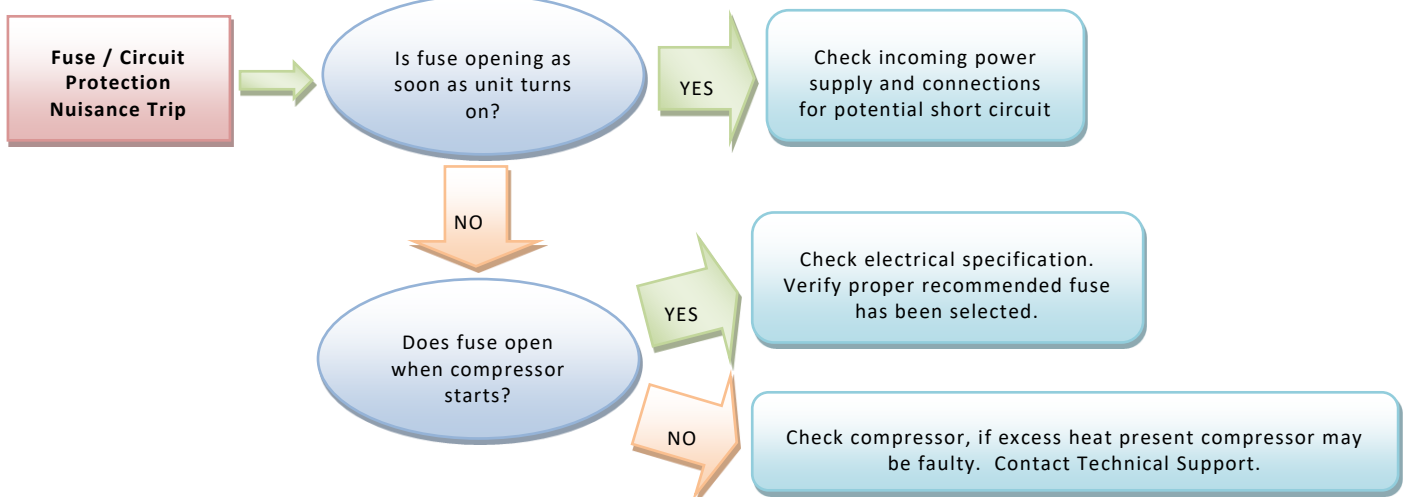 Fuse / Circuit
Protection
Nuisance Trip
Is fuse opening as
soon as unit turns
on?
YES
Check incoming power
supply and connections
for potential short circuit
NO
Does fuse open
when compressor
starts?
YES
Check electrical specification.
Verify proper recommended fuse
has been selected.
NO
Check compressor, if excess heat present compressor may
be faulty.  Contact Technical Support.